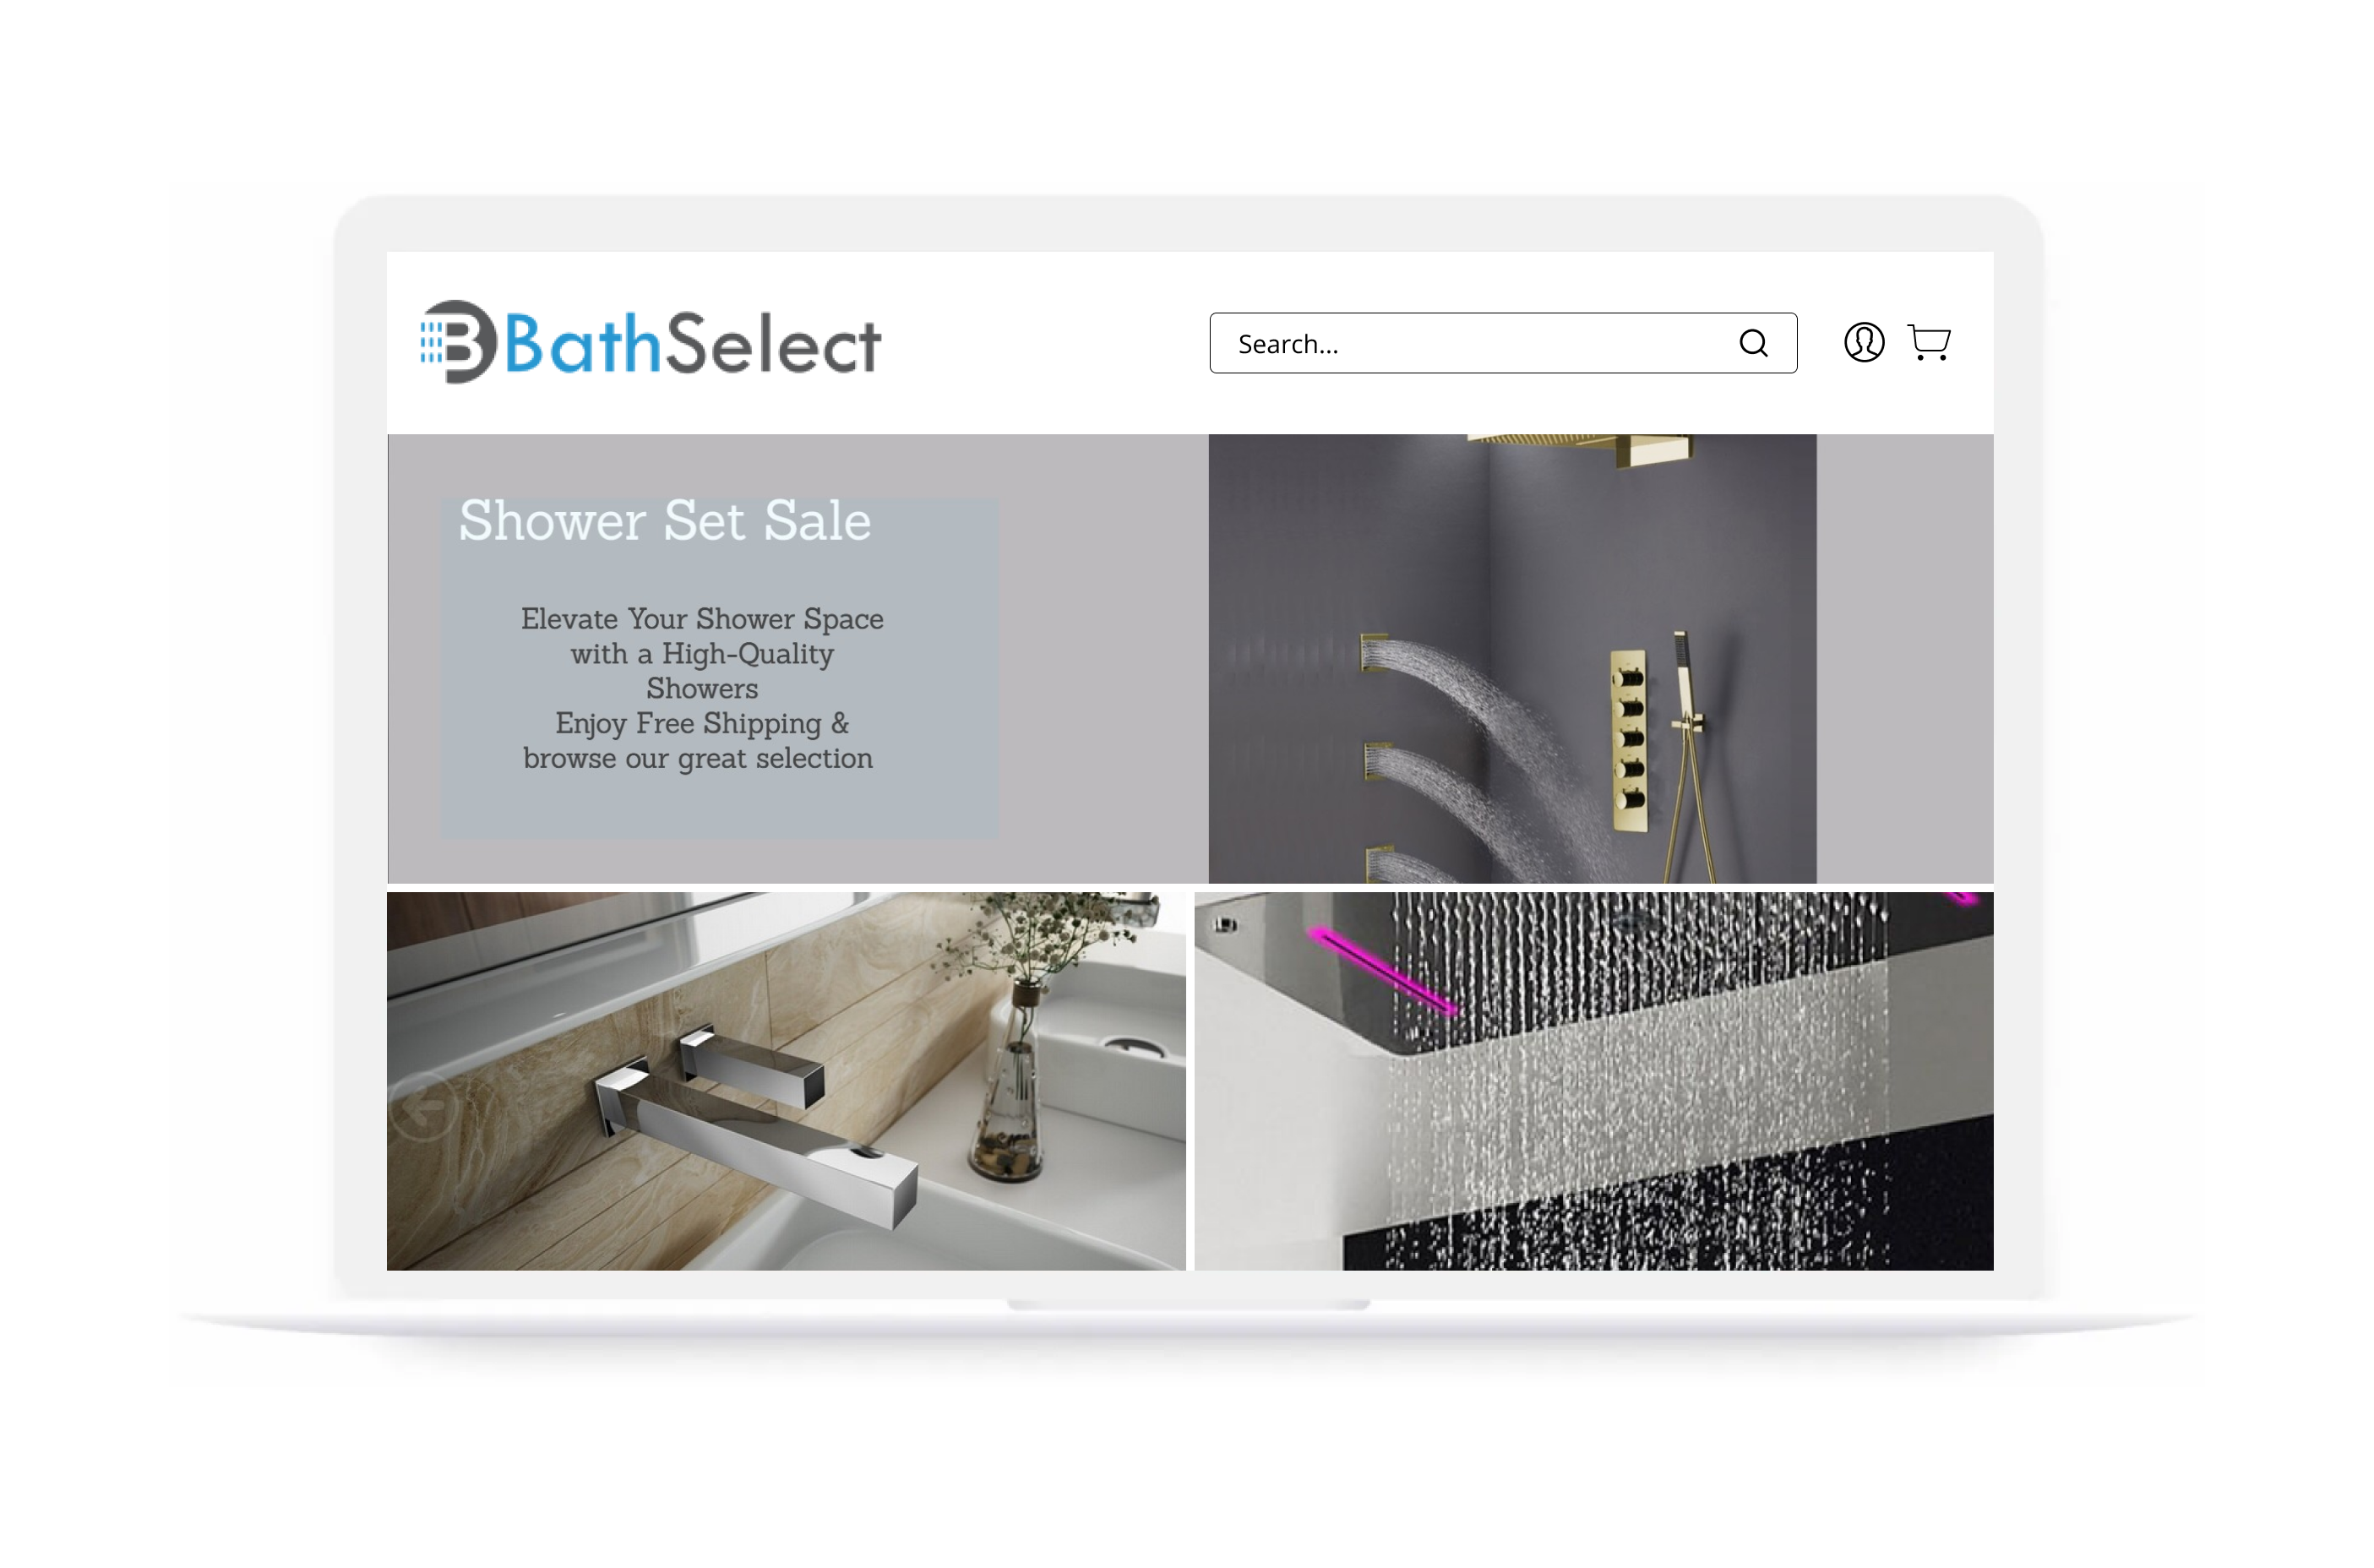 BathSelect
Search...
Shower Set Sale
Elevate Your Shower Space
with a High-Quality
Showers
Enjoy Free Shipping &
browse our great selection